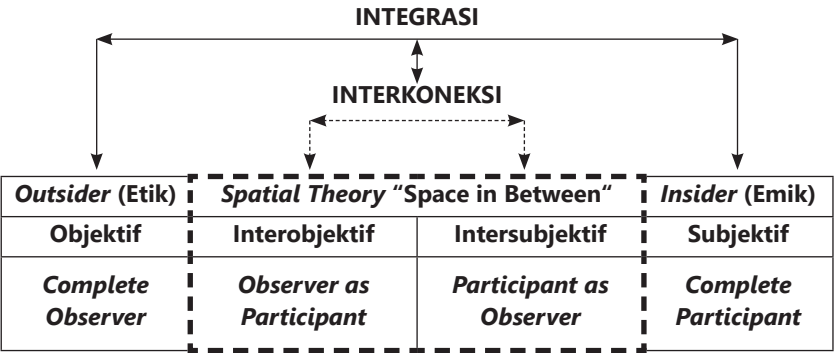 INTEGRASI
INTERKONEKSI
Outsider (Etik) Spatial Theory “Space in Between“ Insider (Emik)
Objektif Interobjektif Intersubjektif Subjektif
Complete Observer as Participant as Complete
Observer Participant Observer Participant